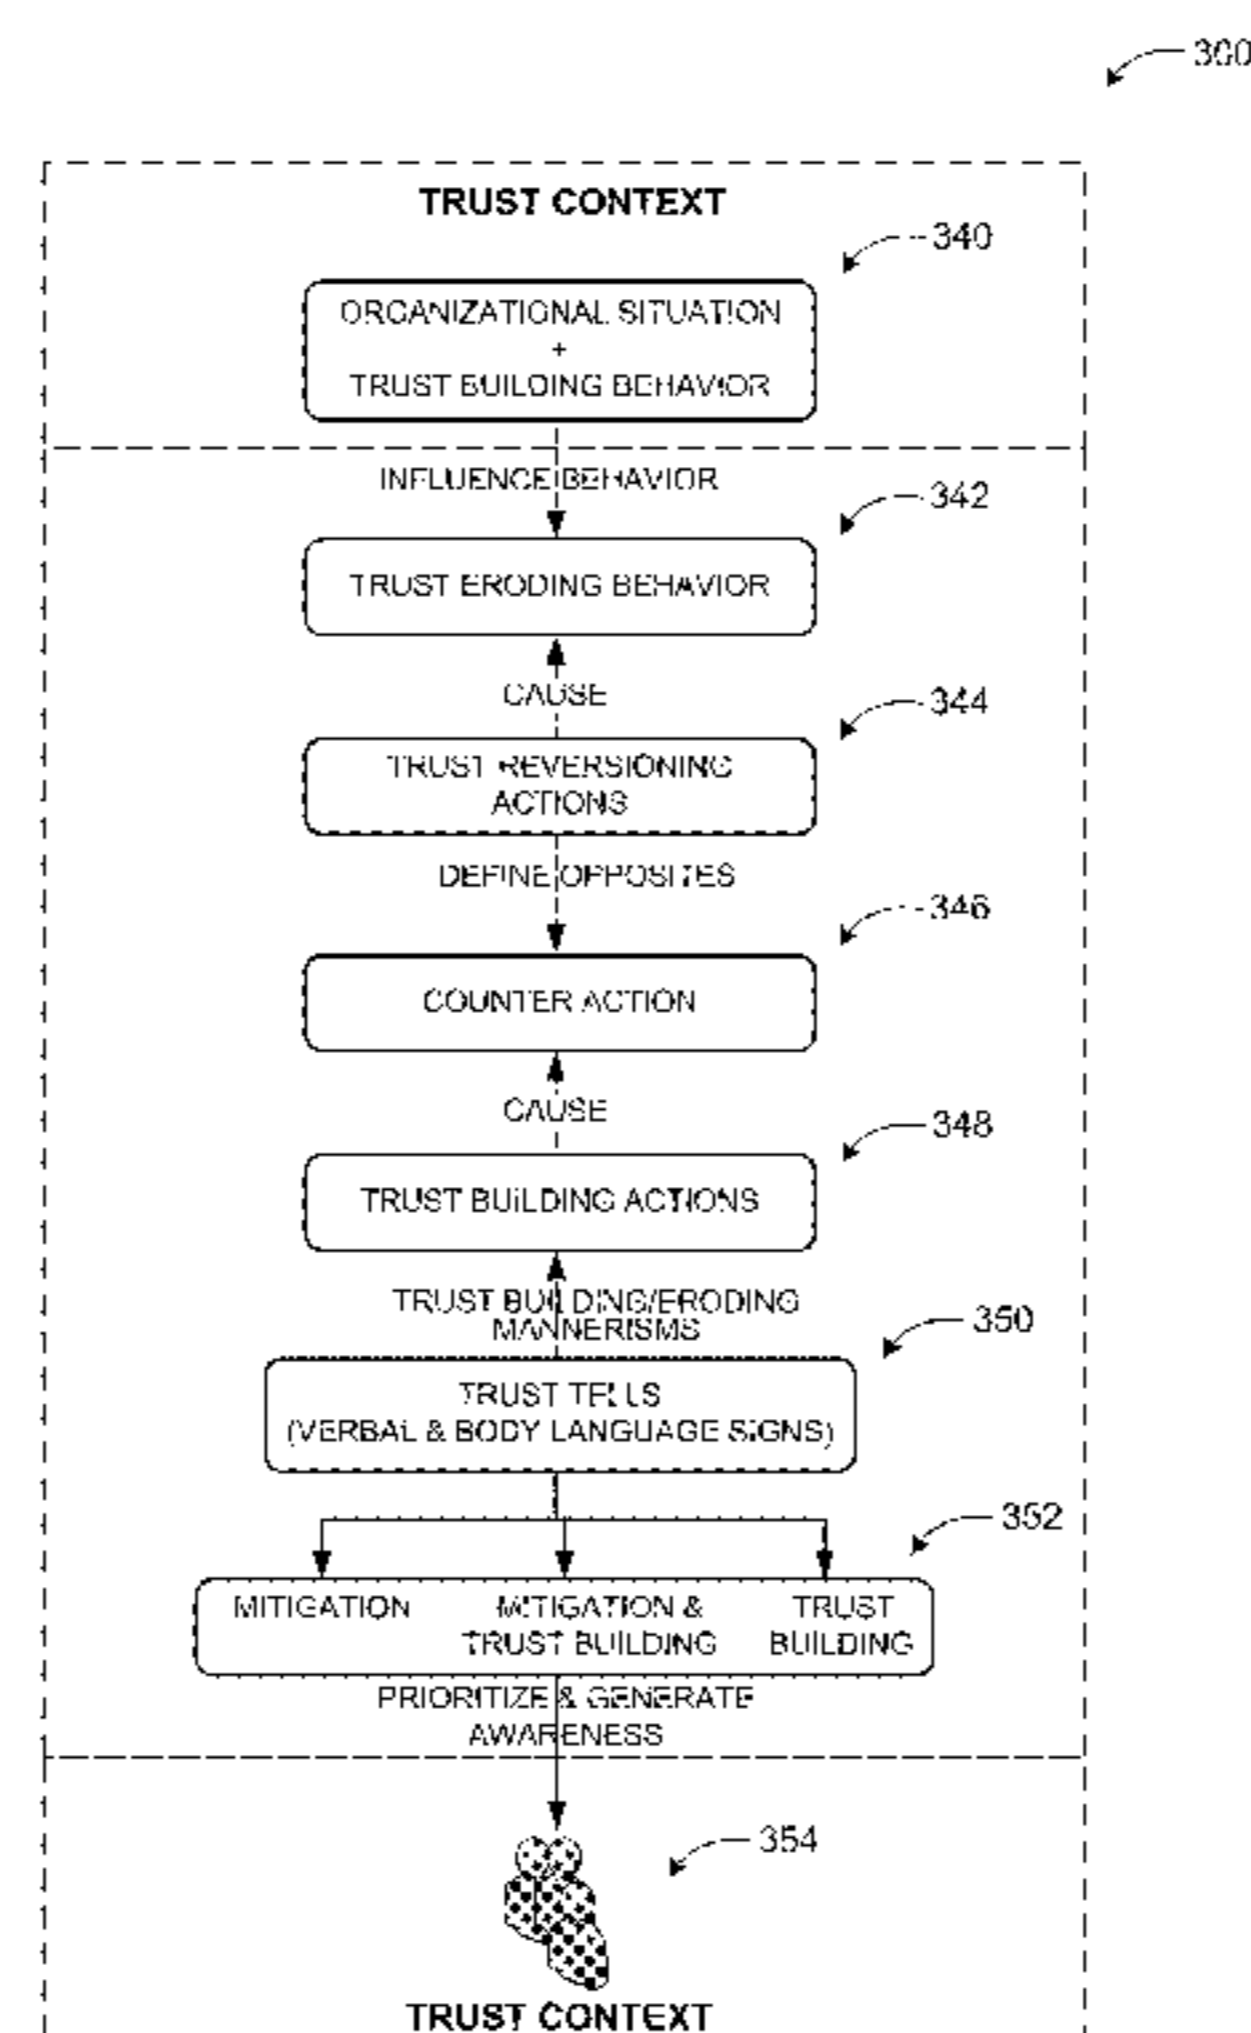 300
TRUST CONTEXT
340
ORGANIZATIONAL SITUATION
+
TRUST BUILDING BEHAVIOR
INFLUENCE BEHAVIOR
342
TRUST ERODING BEHAVIOR
CAUSE
344
TRUST REVERSIONING
ACTIONS
DEFINE OPPOSITES
346
COUNTER ACTION
CAUSE
348
TRUST BUILDING ACTIONS
TRUST BUILDING/ERODING
MANNERISMS
350
TRUST TELLS
(VERBAL & BODY LANGUAGE SIGNS)
352
MITIGATION
MITIGATION &
TRUST BUILDING
TRUST
BUILDING
PRIORITIZE & GENERATE
AWARENESS
354
TRUST CONTEXT